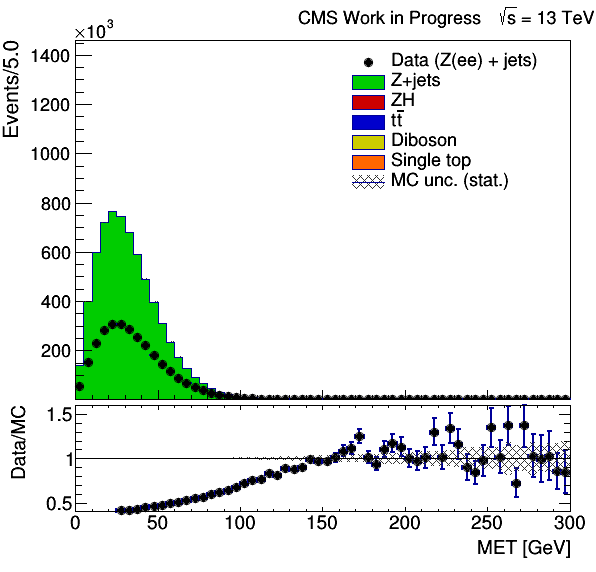 CMS Work in Progress √s = 13 TeV
×10³
Events/5.0
1400
1200
1000
800
600
400
200
Data (Z(ee) + jets)
Z+jets
ZH
tt̄
Diboson
Single top
MC unc. (stat.)
Data/MC
1.5
1
0.5
0 50 100 150 200 250 300
MET [GeV]